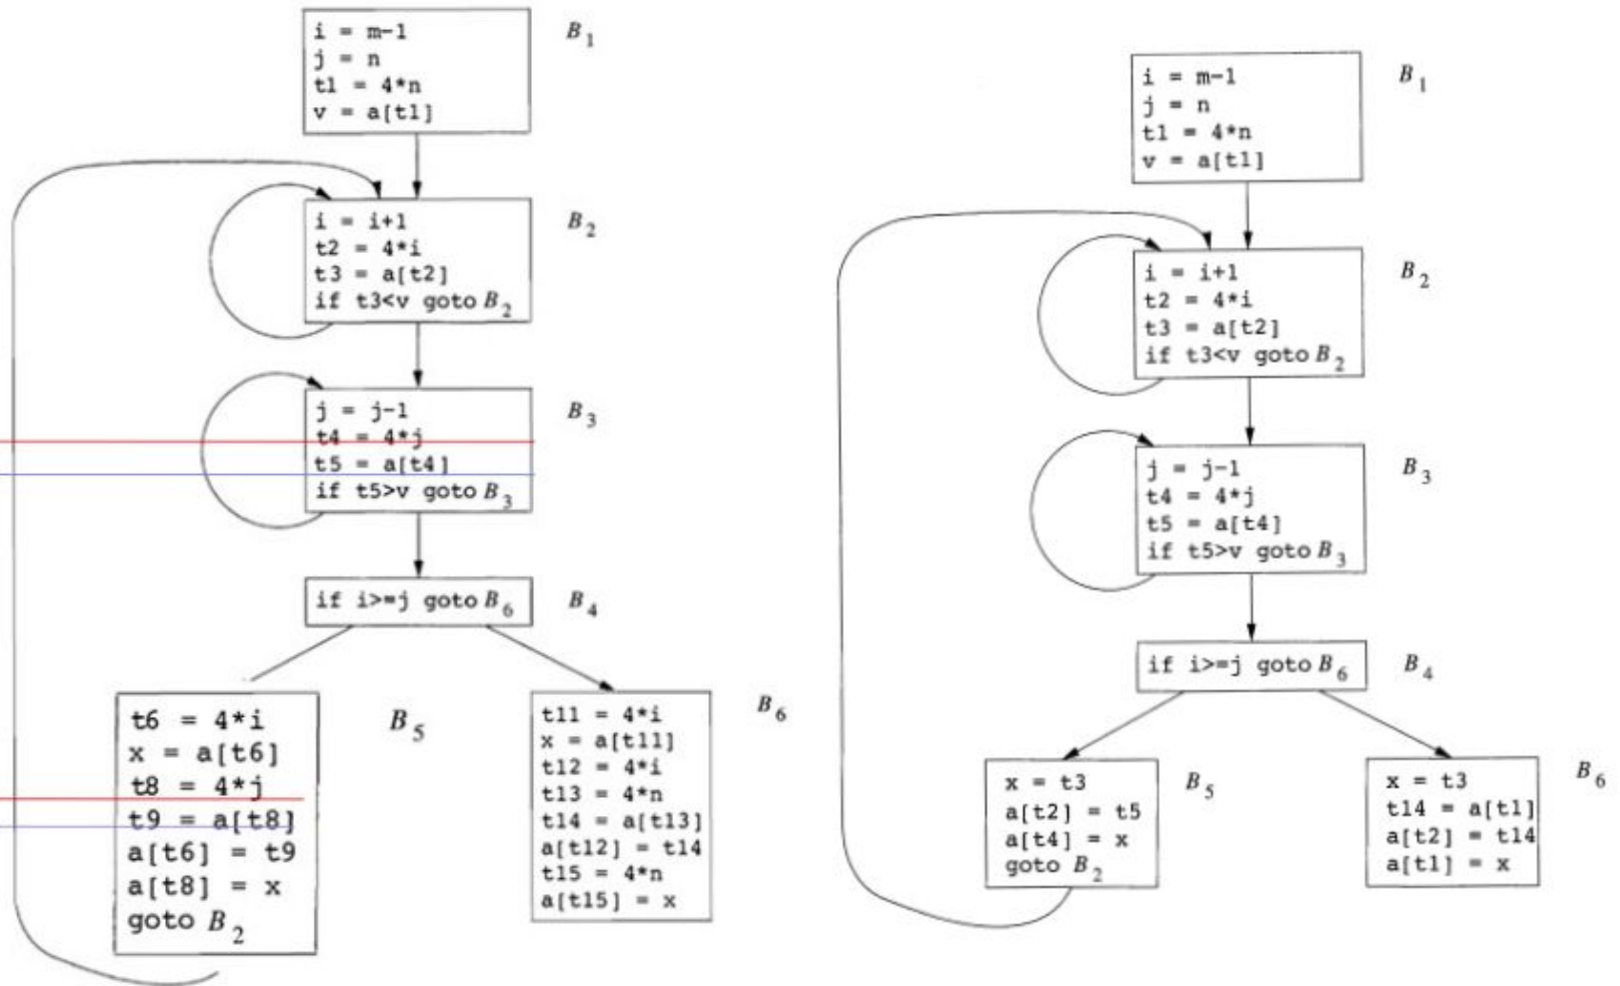 i = m-1
j = n
t1 = 4*n
v = a[t1]
B1
i = i+1
t2 = 4*i
t3 = a[t2]
if t3<v goto B2
B2
j = j-1
t4 = 4*j
t5 = a[t4]
if t5>v goto B3
B3
if i>=j goto B6
B4
t6 = 4*i
x = a[t6]
t8 = 4*j
t9 = a[t8]
a[t6] = t9
a[t8] = x
goto B2
B5
t11 = 4*i
x = a[t11]
t12 = 4*i
t13 = 4*n
t14 = a[t13]
a[t12] = t14
t15 = 4*n
a[t15] = x
B6
i = m-1
j = n
t1 = 4*n
v = a[t1]
B1
i = i+1
t2 = 4*i
t3 = a[t2]
if t3<v goto B2
B2
j = j-1
t4 = 4*j
t5 = a[t4]
if t5>v goto B3
B3
if i>=j goto B6
B4
x = t3
a[t2] = t5
a[t4] = x
goto B2
B5
x = t3
t14 = a[t1]
a[t2] = t14
a[t1] = x
B6